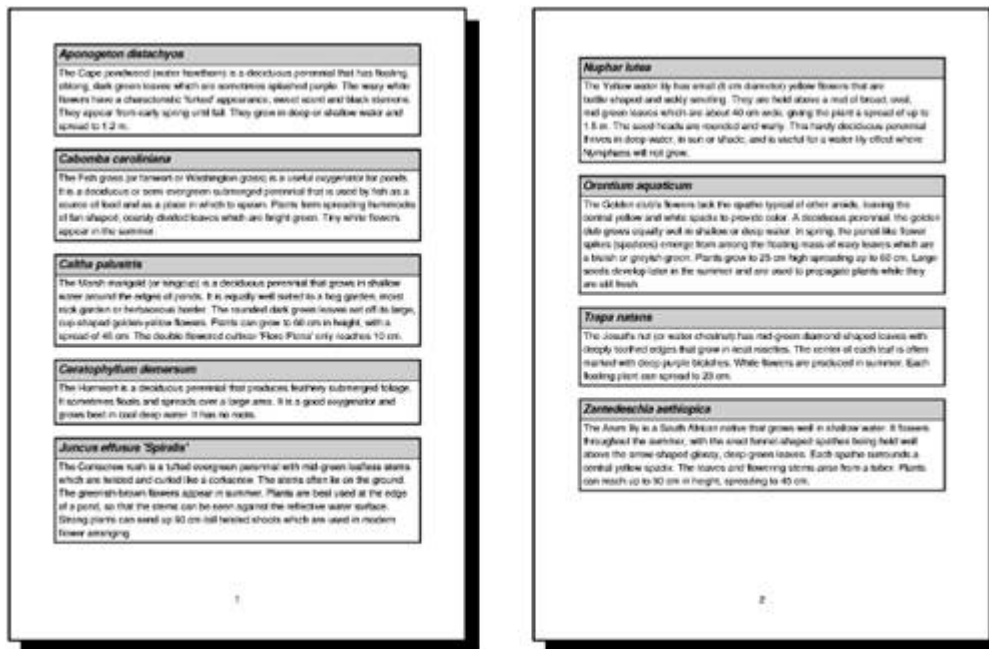 Aponogeton distachyos
The Cape pondweed (water hawthorn) is a deciduous perennial that has floating,
oblong, dark green leaves which are sometimes splashed purple. The waxy white
flowers have a characteristic 'forked' appearance, sweet scent and black stamens.
They appear from early spring until fall. They grow in deep or shallow water and
spread to 1.2 m.
Cabomba caroliniana
The Fish grass (or fanwort or Washington grass) is a useful oxygenator for ponds.
It is a deciduous or semi evergreen submerged perennial that is used by fish as a
source of food and as a place in which to spawn. Plants form spreading hummocks
of fan shaped, coarsly divided leaves which are bright green. Tiny white flowers
appear in the summer.
Caltha palustris
The Marsh marigold (or kingcup) is a deciduous perennial that grows in shallow
water around the edges of ponds. It is equally well suited to a bog garden, moist
rock garden or herbaceous border. The rounded dark green leaves set off its large,
cup-shaped golden-yellow flowers. Plants can grow to 60 cm in height, with a
spread of 45 cm. The double flowered cultivar 'Flore Plena' only reaches 10 cm.
Ceratophyllum demersum
The Hornwort is a deciduous perennial that produces feathery submerged foliage.
It sometimes floats and spreads over a large area. It is a good oxygenator and
grows best in cool deep water. It has no roots.
Juncus effusus 'Spiralis'
The Corkscrew rush is a tufted evergreen perennial with mid-green leafless stems
which are twisted and curled like a corkscrew. The stems often lie on the ground.
The greenish-brown flowers appear in summer. Plants are best used at the edge
of a pond, so that the stems can be seen against the reflective water surface.
Strong plants can send up 90 cm-tall twisted shoots which are used in modern
flower arranging.
1
Nuphar lutea
The Yellow water lily has small (6 cm diameter) yellow flowers that are
bottle-shaped and sickly smelling. They are held above a mat of broad, oval,
mid green leaves which are about 40 cm wide, giving the plant a spread of up to
1.5 m. The seed heads are rounded and warty. This hardy deciduous perennial
thrives in deep water, in sun or shade, and is useful for a water lily effect where
Nymphaea will not grow.
Orontium aquaticum
The Golden club's flowers lack the spathe typical of other aroids, leaving the
central yellow and white spadix to provide color. A deciduous perennial, the golden
club grows equally well in shallow or deep water. In spring, the pencil like flower
spikes (spadices) emerge from among the floating mass of waxy leaves which are
a bluish or greyish green. Plants grow to 25 cm high spreading up to 60 cm. Large
seeds develop later in the summer and are used to propagate plants while they
are still fresh.
Trapa natans
The Jesuit's nut (or water chestnut) has mid-green diamond-shaped leaves with
deeply toothed edges that grow in neat rosettes. The center of each leaf is often
marked with deep purple blotches. White flowers are produced in summer. Each
floating plant can spread to 23 cm.
Zantedeschia aethiopica
The Arum lily is a South African native that grows well in shallow water. It flowers
throughout the summer, with the erect funnel-shaped spathes being held well
above the arrow-shaped glossy, deep green leaves. Each spathe surrounds a
central yellow spadix. The leaves and flowering stems arise from a tuber. Plants
can reach up to 90 cm in height, spreading to 45 cm.
2